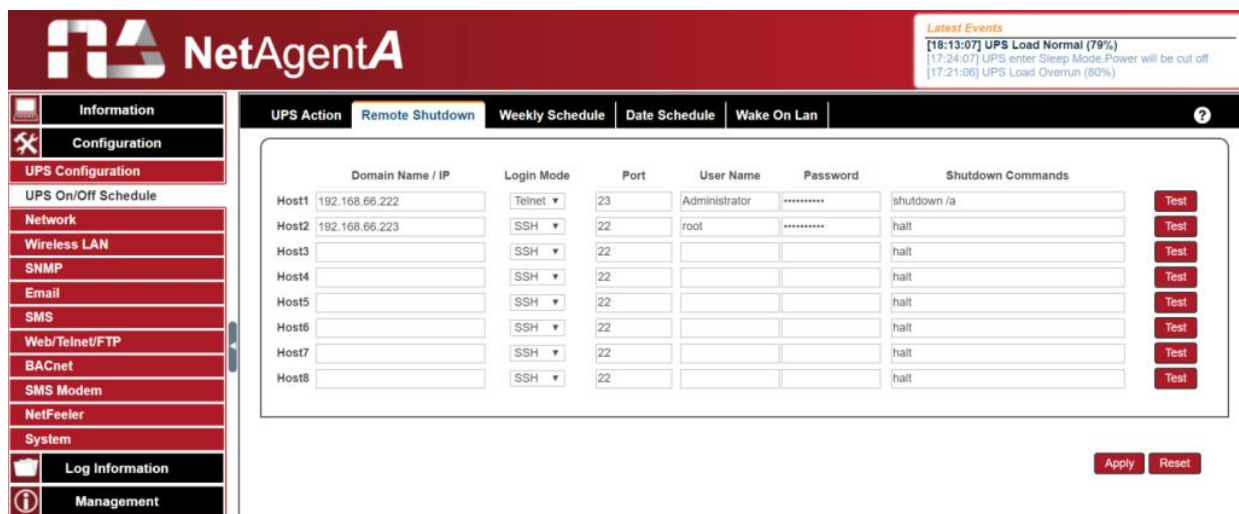 NetAgentA
Latest Events
[18:13:07] UPS Load Normal (79%)
[17:24:07] UPS enter Sleep Mode.Power will be cut off
[17:21:06] UPS Load Overrun (80%)
Information
Configuration
UPS Configuration
UPS On/Off Schedule
Network
Wireless LAN
SNMP
Email
SMS
Web/Telnet/FTP
BACnet
SMS Modem
NetFeeler
System
Log Information
Management
UPS Action Remote Shutdown Weekly Schedule Date Schedule Wake On Lan ?
Domain Name / IP Login Mode Port User Name Password Shutdown Commands
Host1 192.168.66.222 Telnet ▼ 23 Administrator •••••••••• shutdown /a Test
Host2 192.168.66.223 SSH ▼ 22 root •••••••••• halt Test
Host3 SSH ▼ 22 halt Test
Host4 SSH ▼ 22 halt Test
Host5 SSH ▼ 22 halt Test
Host6 SSH ▼ 22 halt Test
Host7 SSH ▼ 22 halt Test
Host8 SSH ▼ 22 halt Test
Apply Reset